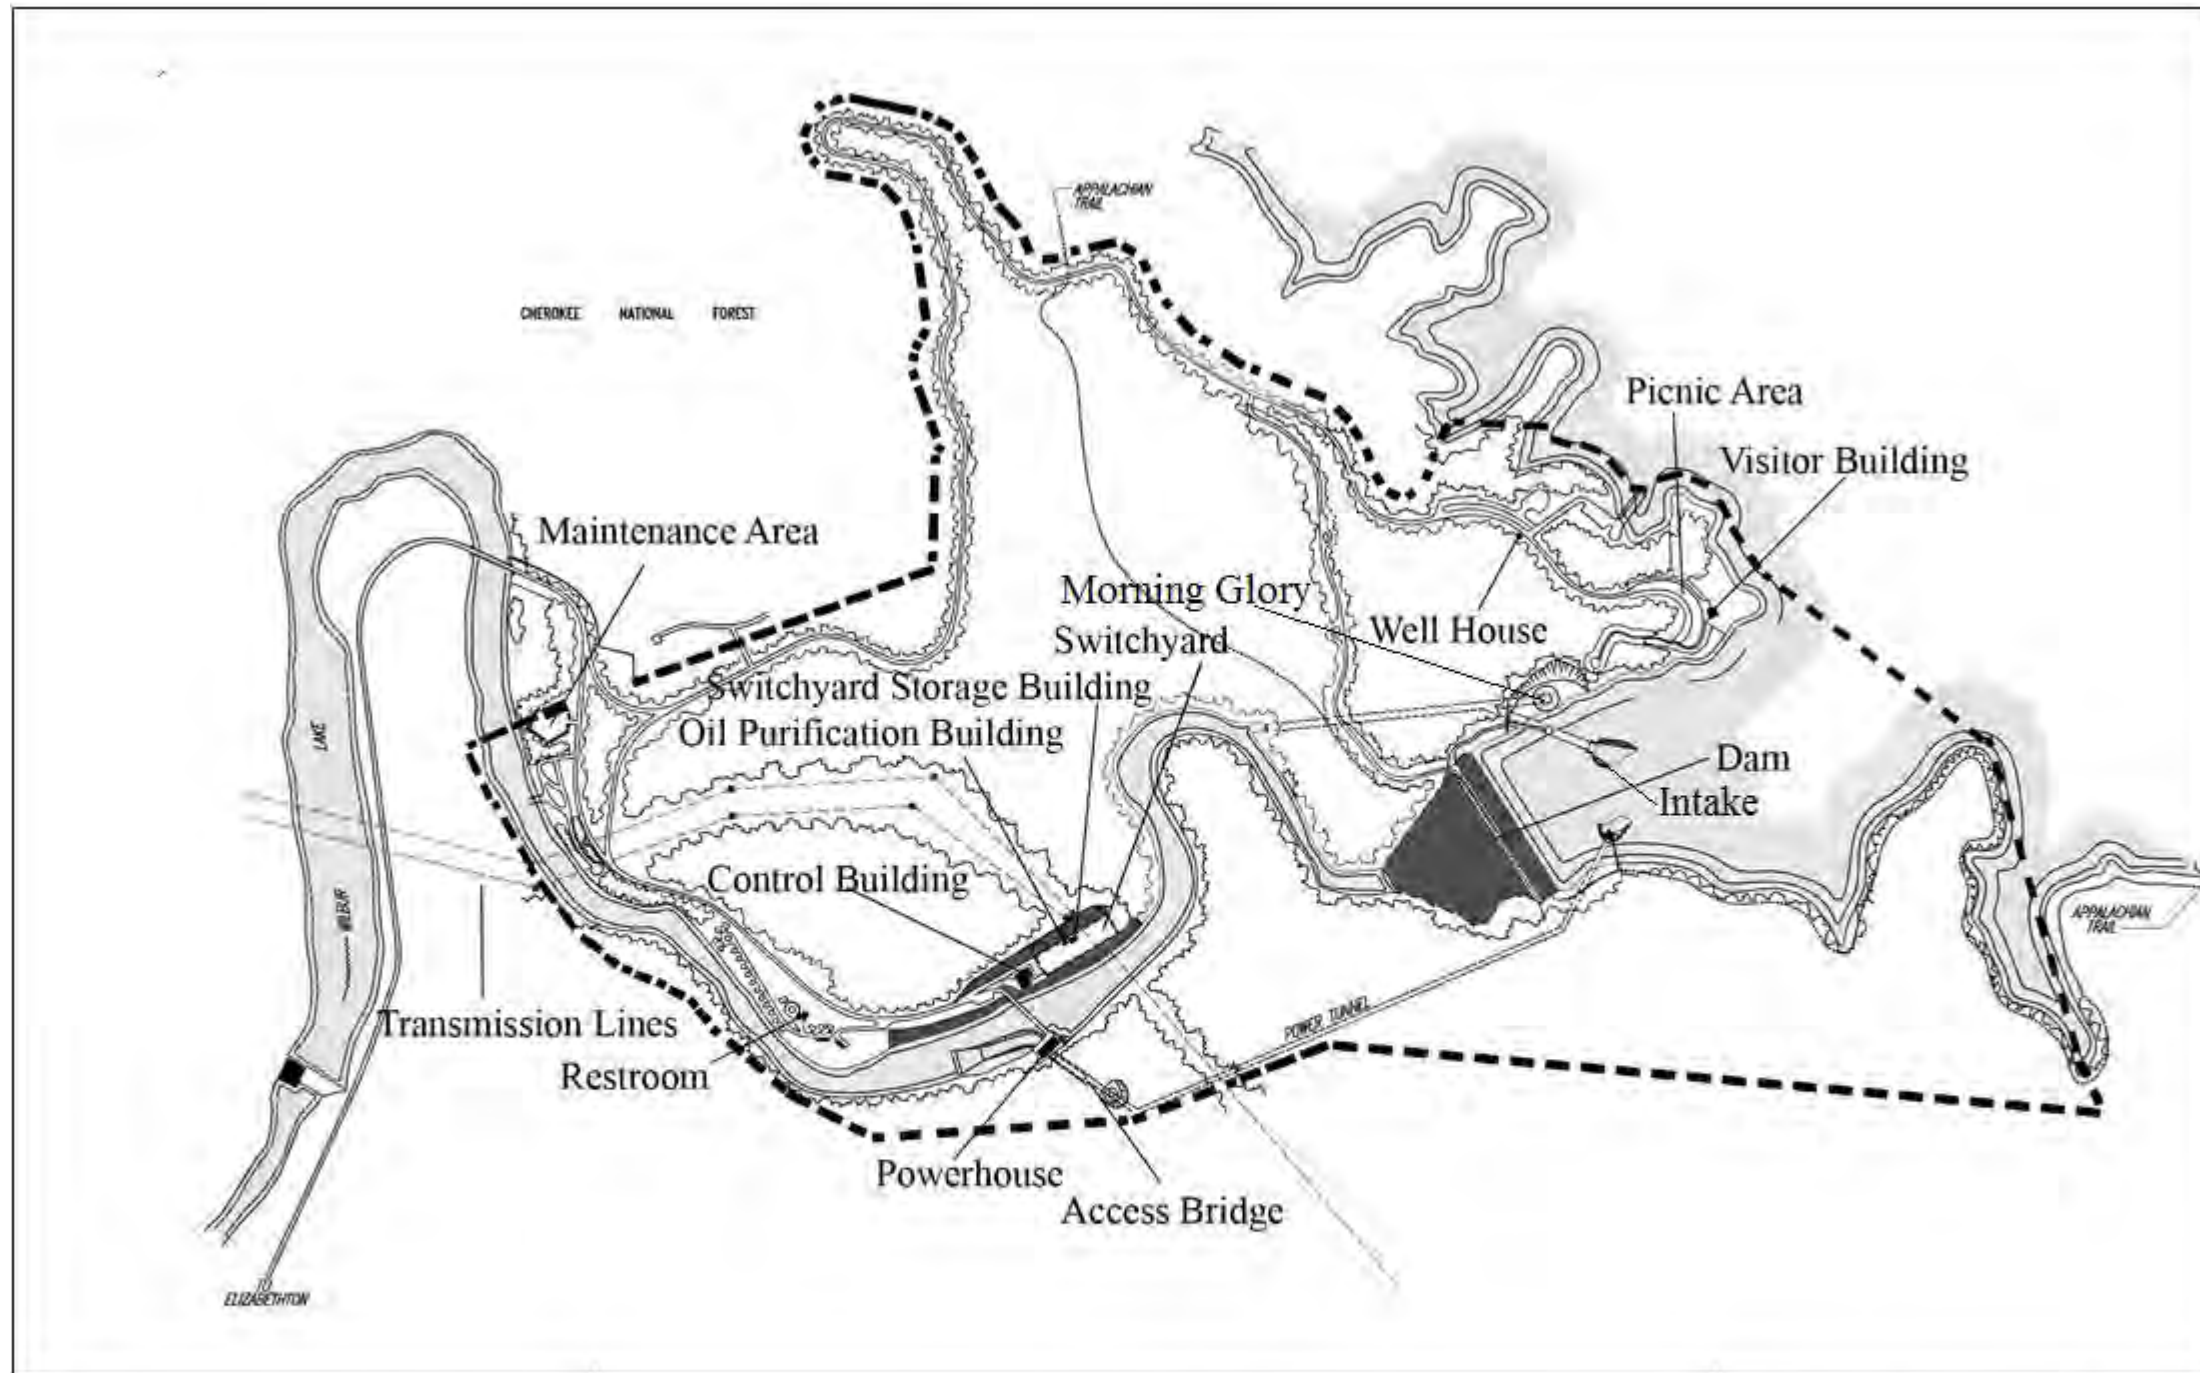 APPALACHIAN
TRAIL
CHEROKEE NATIONAL FOREST
Picnic Area
Visitor Building
Maintenance Area
Morning Glory
Well House
Switchyard
Switchyard Storage Building
Oil Purification Building
LAKE
Dam
Intake
Control Building
WILBUR
APPALACHIAN
TRAIL
Transmission Lines
POWER TUNNEL
Restroom
Powerhouse
Access Bridge
TO
ELIZABETHTON